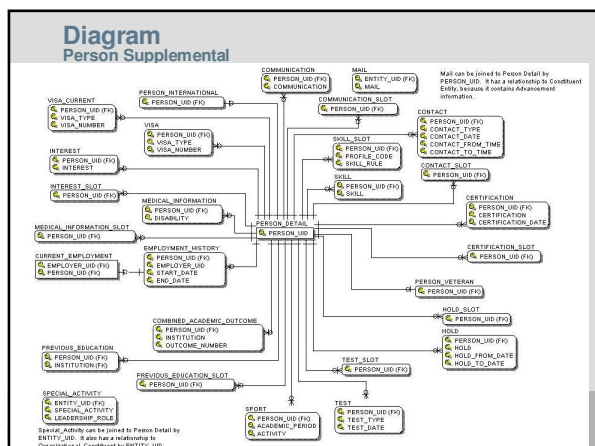 Diagram
Person Supplemental
COMMUNICATION
PERSON_UID (FK)
COMMUNICATION
MAIL
ENTITY_UID (FK)
MAIL
Mail can be joined to Person Detail by
PERSON_UID. It has a relationship to Constituent
Entity, because it contains Advancement
information.
PERSON_INTERNATIONAL
PERSON_UID (FK)
COMMUNICATION_SLOT
PERSON_UID (FK)
VISA_CURRENT
PERSON_UID (FK)
VISA_TYPE
VISA_NUMBER
CONTACT
PERSON_UID (FK)
CONTACT_TYPE
CONTACT_DATE
CONTACT_FROM_TIME
CONTACT_TO_TIME
VISA
PERSON_UID (FK)
VISA_TYPE
VISA_NUMBER
SKILL_SLOT
PERSON_UID (FK)
PROFILE_CODE
SKILL_RULE
INTEREST
PERSON_UID (FK)
INTEREST
CONTACT_SLOT
PERSON_UID (FK)
SKILL
PERSON_UID (FK)
SKILL
INTEREST_SLOT
PERSON_UID (FK)
MEDICAL_INFORMATION
PERSON_UID (FK)
DISABILITY
CERTIFICATION
PERSON_UID (FK)
CERTIFICATION
CERTIFICATION_DATE
PERSON_DETAIL
PERSON_UID
MEDICAL_INFORMATION_SLOT
PERSON_UID (FK)
CERTIFICATION_SLOT
PERSON_UID (FK)
EMPLOYMENT_HISTORY
PERSON_UID (FK)
EMPLOYER_UID
START_DATE
END_DATE
CURRENT_EMPLOYMENT
EMPLOYER_UID (FK)
PERSON_UID (FK)
PERSON_VETERAN
PERSON_UID (FK)
HOLD_SLOT
PERSON_UID (FK)
COMBINED_ACADEMIC_OUTCOME
PERSON_UID (FK)
INSTITUTION
OUTCOME_NUMBER
HOLD
PERSON_UID (FK)
HOLD
HOLD_FROM_DATE
HOLD_TO_DATE
PREVIOUS_EDUCATION
PERSON_UID (FK)
INSTITUTION (FK)
TEST_SLOT
PERSON_UID (FK)
PREVIOUS_EDUCATION_SLOT
PERSON_UID (FK)
SPECIAL_ACTIVITY
ENTITY_UID (FK)
SPECIAL_ACTIVITY
LEADERSHIP_ROLE
SPORT
PERSON_UID (FK)
ACADEMIC_PERIOD
ACTIVITY
TEST
PERSON_UID (FK)
TEST_TYPE
TEST_DATE
Special_Activity can be joined to Person Detail by
ENTITY_UID. It also has a relationship to
Organizational_Constituent by ENTITY_UID